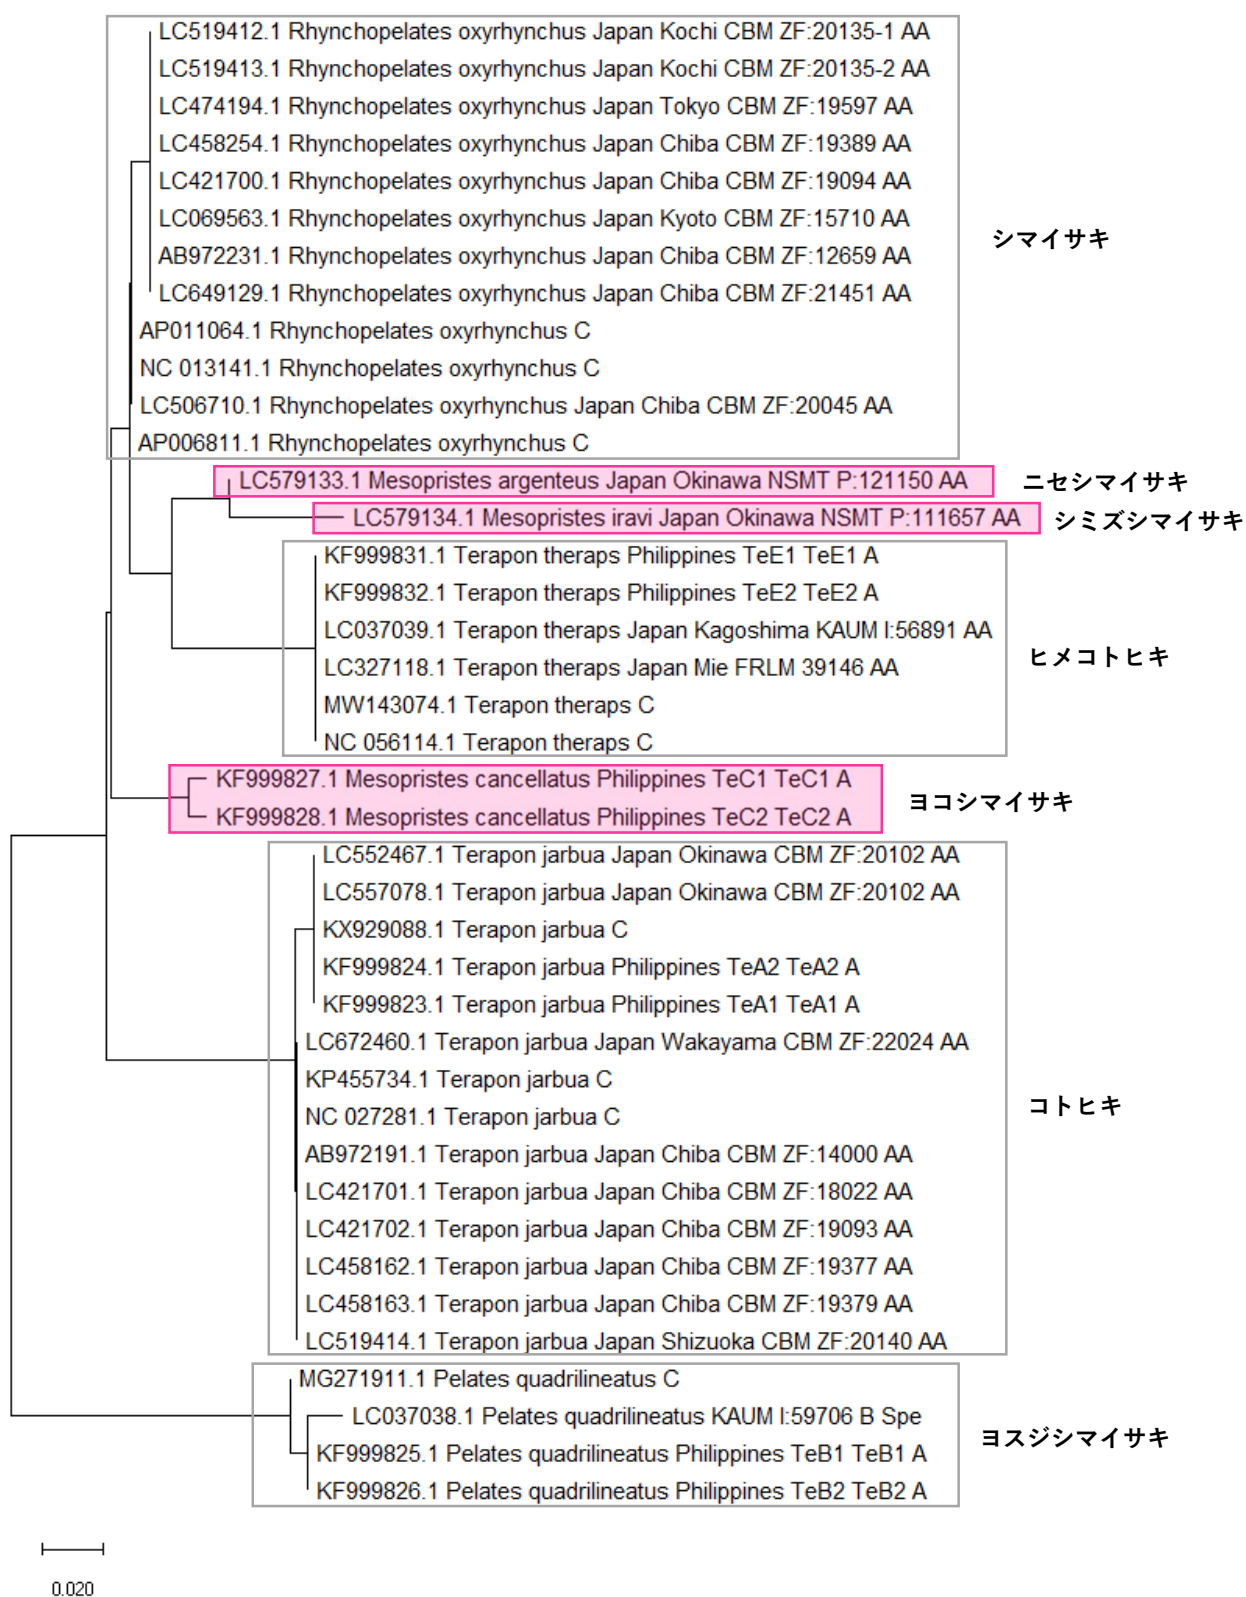 LC519412.1 Rhynchopelates oxyrhynchus Japan Kochi CBM ZF:20135-1 AA
LC519413.1 Rhynchopelates oxyrhynchus Japan Kochi CBM ZF:20135-2 AA
LC474194.1 Rhynchopelates oxyrhynchus Japan Tokyo CBM ZF:19597 AA
LC458254.1 Rhynchopelates oxyrhynchus Japan Chiba CBM ZF:19389 AA
LC421700.1 Rhynchopelates oxyrhynchus Japan Chiba CBM ZF:19094 AA
LC069563.1 Rhynchopelates oxyrhynchus Japan Kyoto CBM ZF:15710 AA
シマイサキ
AB972231.1 Rhynchopelates oxyrhynchus Japan Chiba CBM ZF:12659 AA
LC649129.1 Rhynchopelates oxyrhynchus Japan Chiba CBM ZF:21451 AA
AP011064.1 Rhynchopelates oxyrhynchus C
NC 013141.1 Rhynchopelates oxyrhynchus C
LC506710.1 Rhynchopelates oxyrhynchus Japan Chiba CBM ZF:20045 AA
AP006811.1 Rhynchopelates oxyrhynchus C
LC579133.1 Mesopristes argenteus Japan Okinawa NSMT P:121150 AA
ニセシマイサキ
LC579134.1 Mesopristes iravi Japan Okinawa NSMT P:111657 AA
シミズシマイサキ
KF999831.1 Terapon theraps Philippines TeE1 TeE1 A
KF999832.1 Terapon theraps Philippines TeE2 TeE2 A
LC037039.1 Terapon theraps Japan Kagoshima KAUM I:56891 AA
ヒメコトヒキ
LC327118.1 Terapon theraps Japan Mie FRLM 39146 AA
MW143074.1 Terapon theraps C
NC 056114.1 Terapon theraps C
KF999827.1 Mesopristes cancellatus Philippines TeC1 TeC1 A
ヨコシマイサキ
KF999828.1 Mesopristes cancellatus Philippines TeC2 TeC2 A
LC552467.1 Terapon jarbua Japan Okinawa CBM ZF:20102 AA
LC557078.1 Terapon jarbua Japan Okinawa CBM ZF:20102 AA
KX929088.1 Terapon jarbua C
KF999824.1 Terapon jarbua Philippines TeA2 TeA2 A
KF999823.1 Terapon jarbua Philippines TeA1 TeA1 A
LC672460.1 Terapon jarbua Japan Wakayama CBM ZF:22024 AA
KP455734.1 Terapon jarbua C
コトヒキ
NC 027281.1 Terapon jarbua C
AB972191.1 Terapon jarbua Japan Chiba CBM ZF:14000 AA
LC421701.1 Terapon jarbua Japan Chiba CBM ZF:18022 AA
LC421702.1 Terapon jarbua Japan Chiba CBM ZF:19093 AA
LC458162.1 Terapon jarbua Japan Chiba CBM ZF:19377 AA
LC458163.1 Terapon jarbua Japan Chiba CBM ZF:19379 AA
LC519414.1 Terapon jarbua Japan Shizuoka CBM ZF:20140 AA
MG271911.1 Pelates quadrilineatus C
LC037038.1 Pelates quadrilineatus KAUM I:59706 B Spe
ヨスジシマイサキ
KF999825.1 Pelates quadrilineatus Philippines TeB1 TeB1 A
KF999826.1 Pelates quadrilineatus Philippines TeB2 TeB2 A
0.020